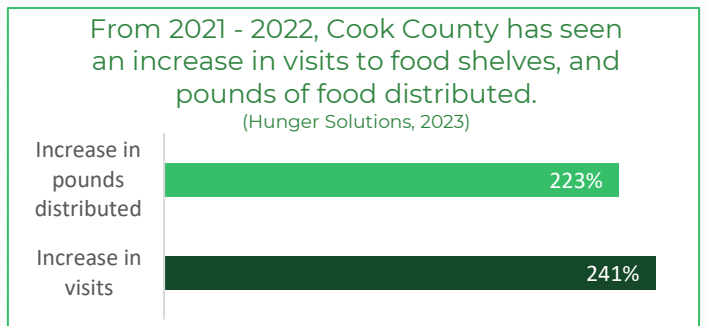 From 2021 - 2022, Cook County has seen
an increase in visits to food shelves, and
pounds of food distributed.
(Hunger Solutions, 2023)
Increase in
pounds
distributed
223%
Increase in
visits
241%